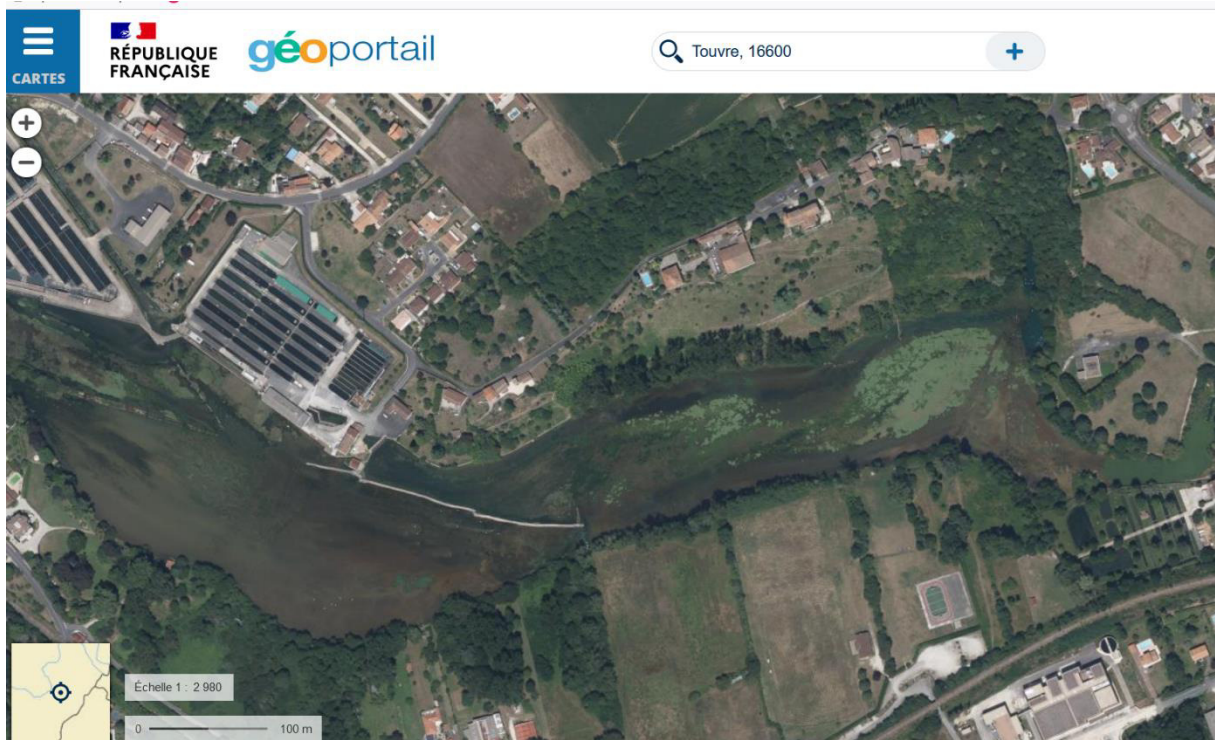 CARTES
RÉPUBLIQUE
FRANÇAISE
géoportail
Touvre, 16600
+
+
−
Échelle 1 : 2 980
0 100 m